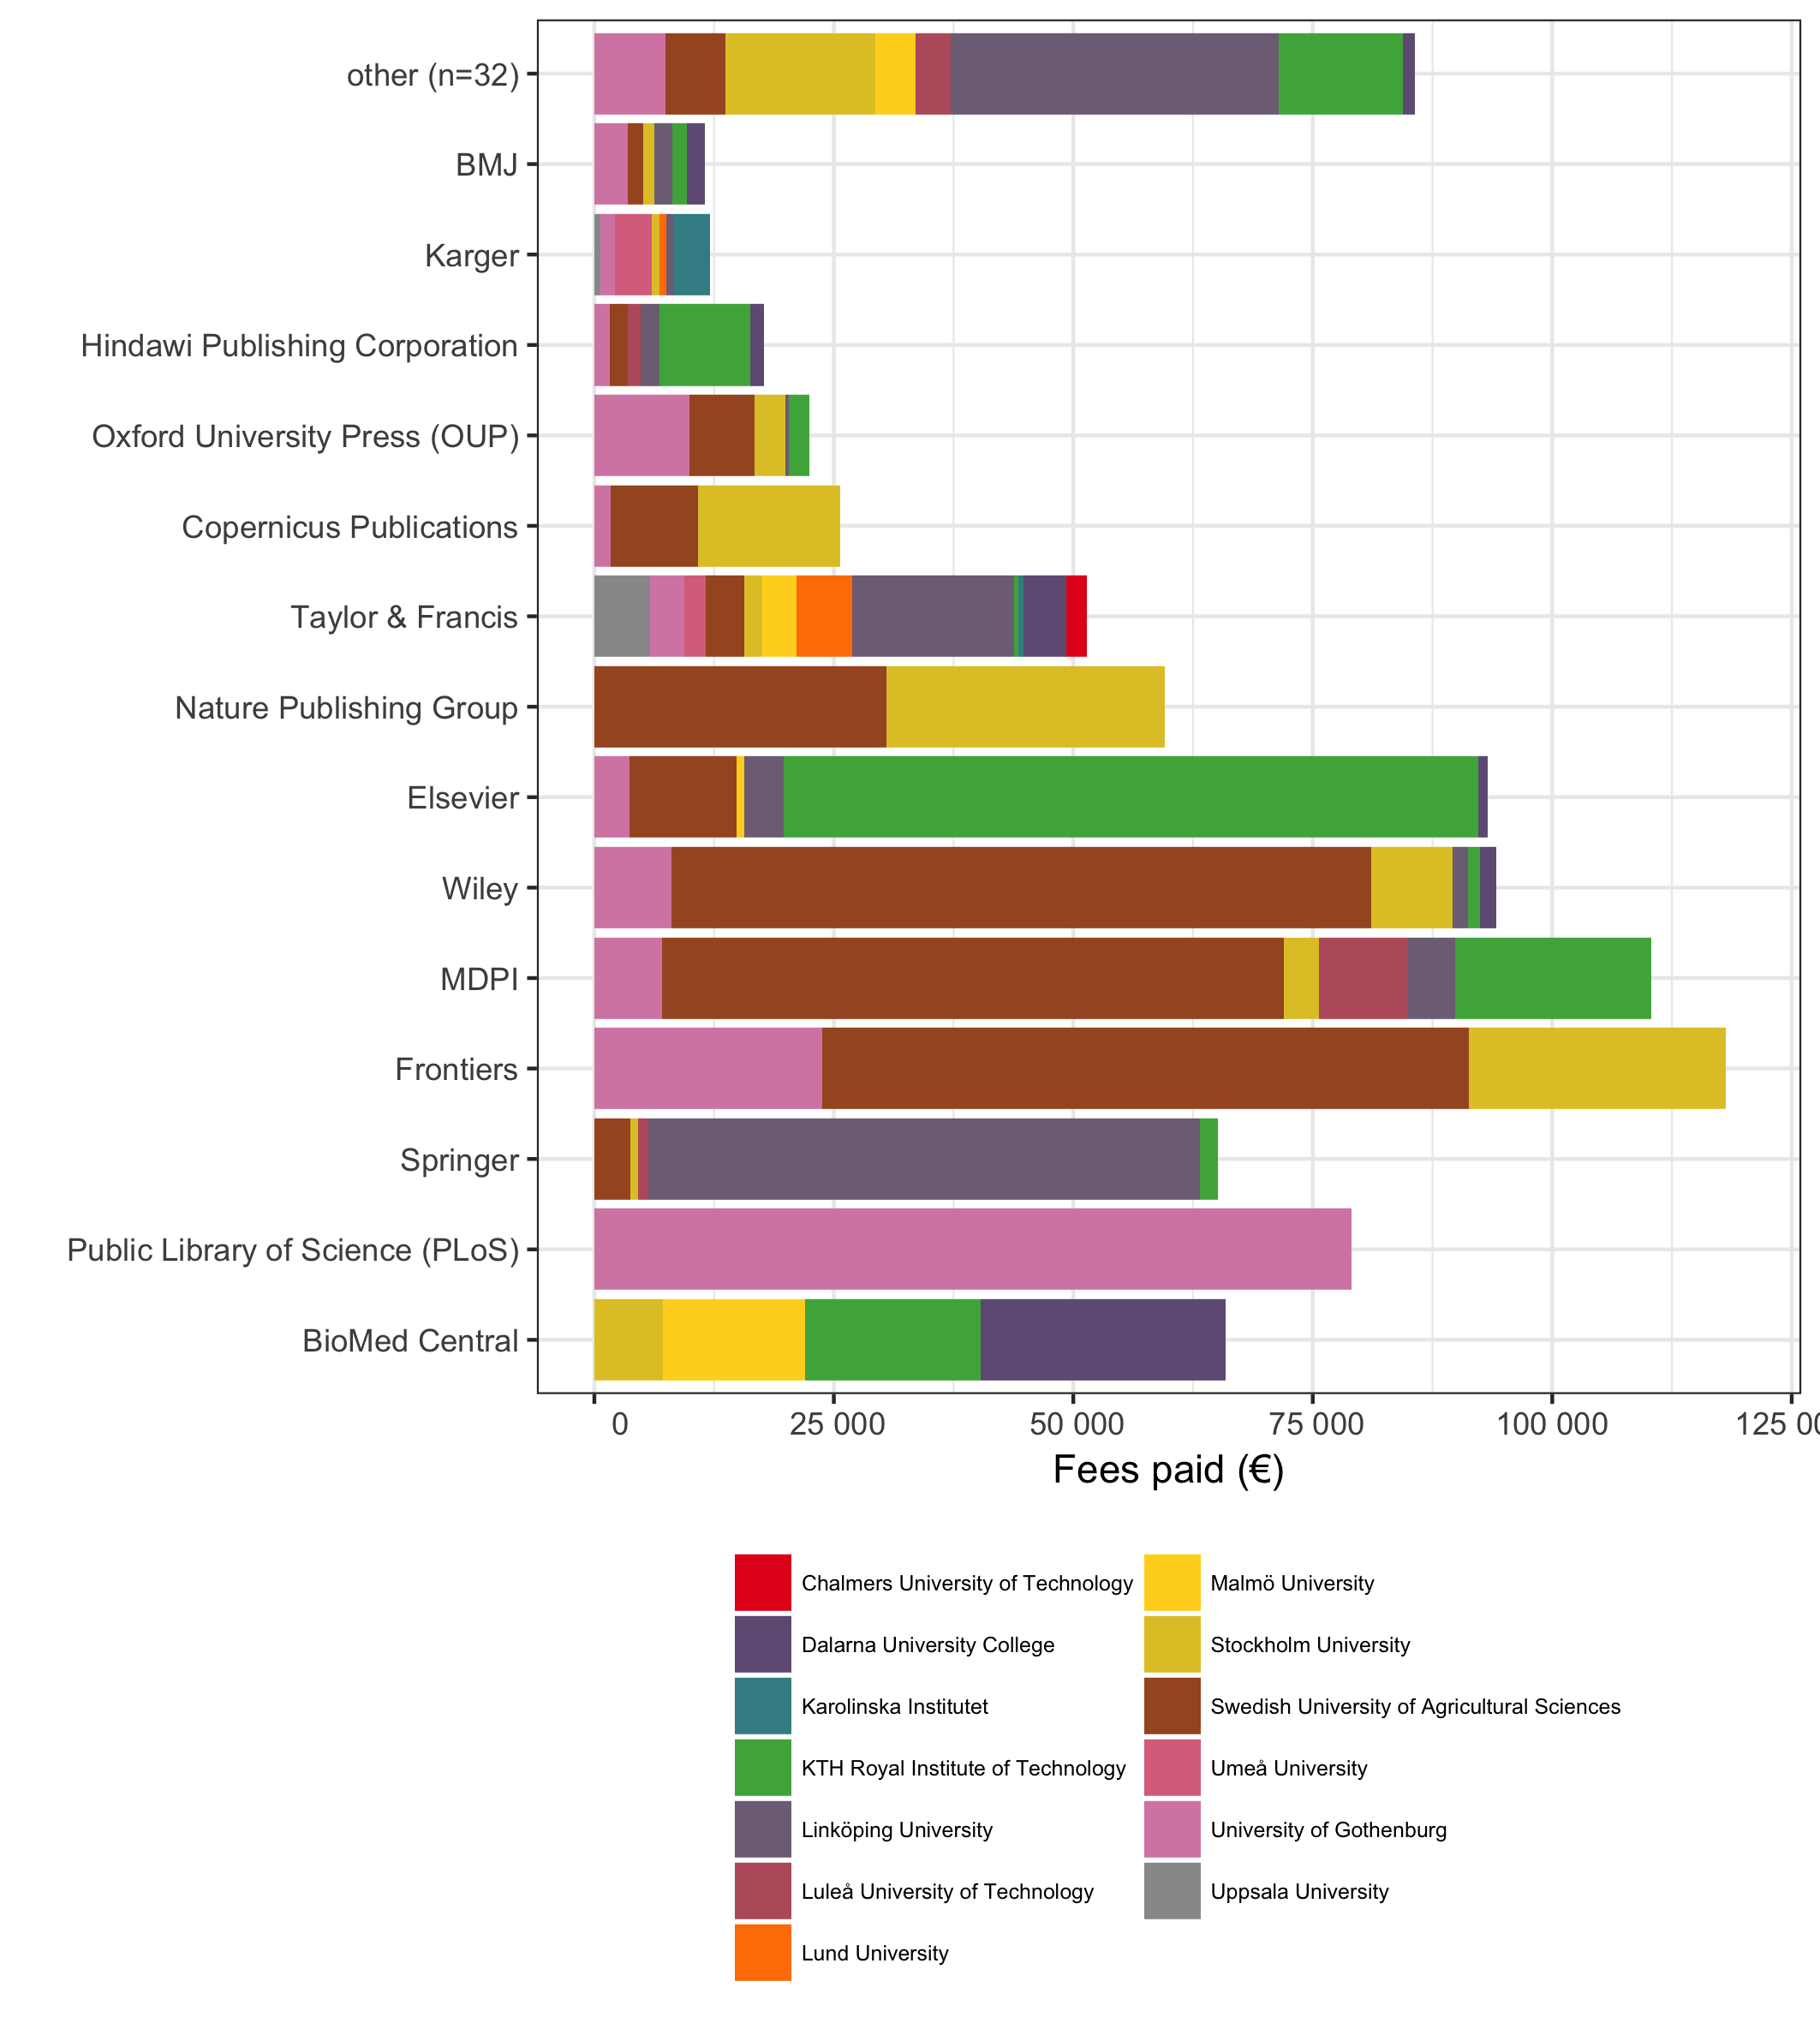 other (n=32)
BMJ
Karger
Hindawi Publishing Corporation
Oxford University Press (OUP)
Copernicus Publications
Taylor & Francis
Nature Publishing Group
Elsevier
Wiley
MDPI
Frontiers
Springer
Public Library of Science (PLoS)
BioMed Central
0 25 000 50 000 75 000 100 000 125 00
Fees paid (€)
Chalmers University of Technology
Dalarna University College
Karolinska Institutet
KTH Royal Institute of Technology
Linköping University
Luleå University of Technology
Lund University
Malmö University
Stockholm University
Swedish University of Agricultural Sciences
Umeå University
University of Gothenburg
Uppsala University